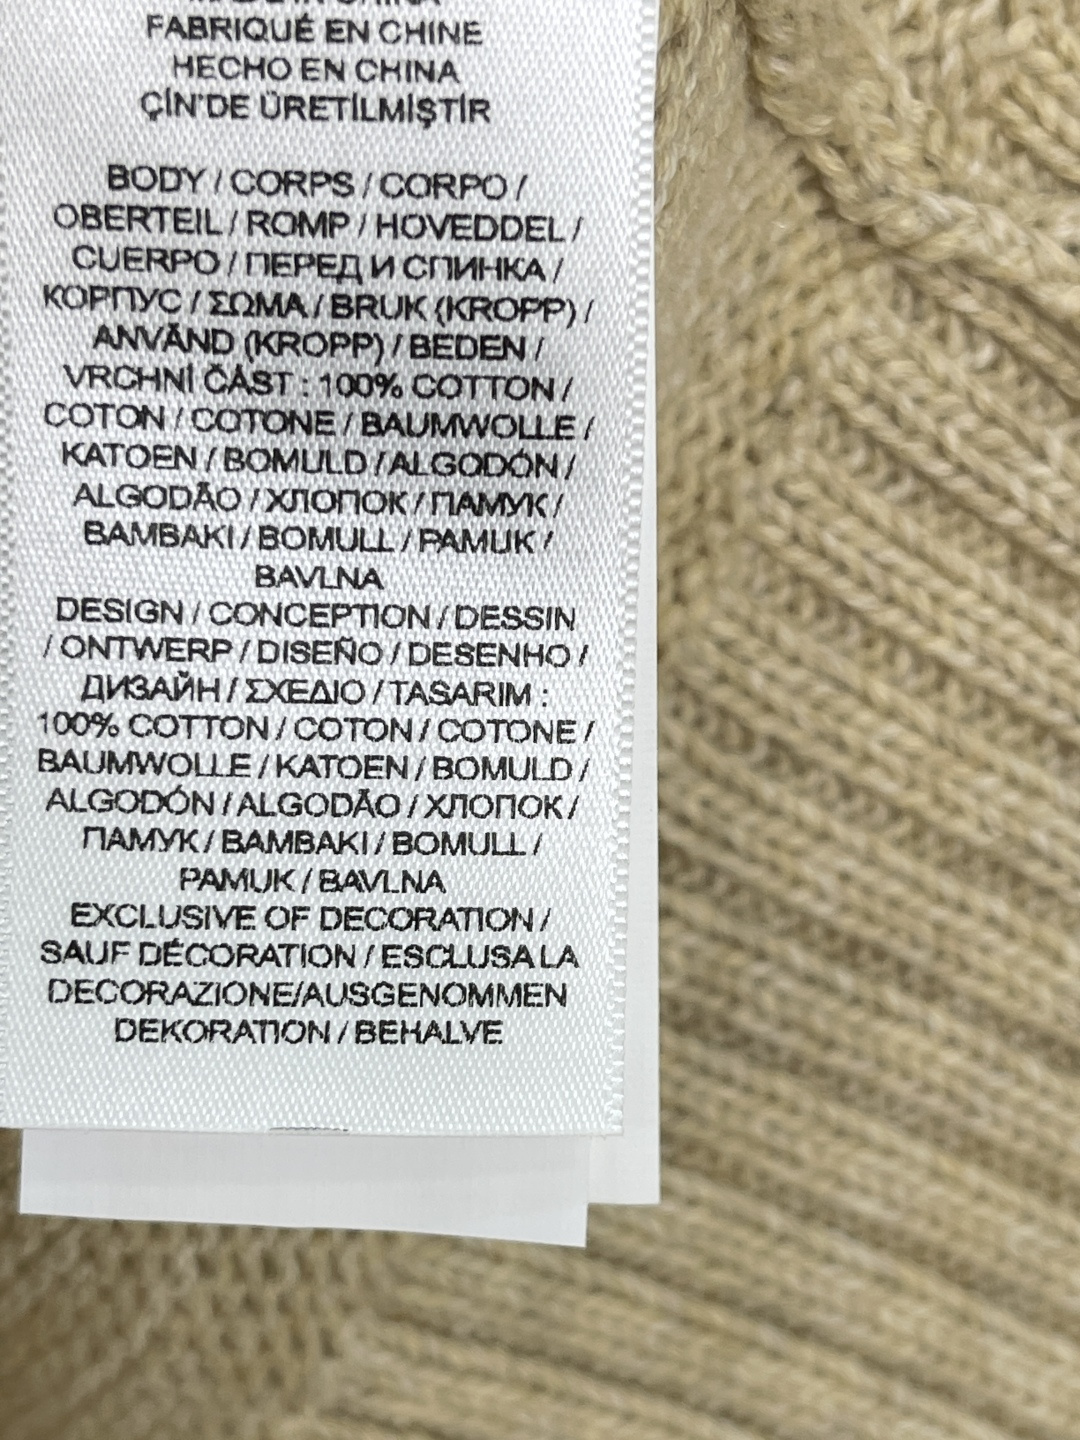 MADE IN CHINA
FABRIQUÉ EN CHINE
HECHO EN CHINA
ÇİN'DE ÜRETİLMİŞTİR
BODY / CORPS / CORPO /
OBERTEIL / ROMP / HOVEDDEL /
CUERPO / ПЕРЕД И СПИНКА /
КОРПУС / ΣΩΜΑ / BRUK (KROPP) /
ANVÄND (KROPP) / BEDEN /
VRCHNÍ ČÁST : 100% COTTON /
COTON / COTONE / BAUMWOLLE /
KATOEN / BOMULD / ALGODÓN /
ALGODÃO / ХЛОПОК / ПАМУК /
BAMBAKI / BOMULL / PAMUK /
BAVLNA
DESIGN / CONCEPTION / DESSIN
/ ONTWERP / DISEÑO / DESENHO /
ДИЗАЙН / ΣΧΕΔΙΟ / TASARIM :
100% COTTON / COTON / COTONE /
BAUMWOLLE / KATOEN / BOMULD /
ALGODÓN / ALGODÃO / ХЛОПОК /
ПАМУК / BAMBAKI / BOMULL /
PAMUK / BAVLNA
EXCLUSIVE OF DECORATION /
SAUF DÉCORATION / ESCLUSA LA
DECORAZIONE/AUSGENOMMEN
DEKORATION / BEHALVE